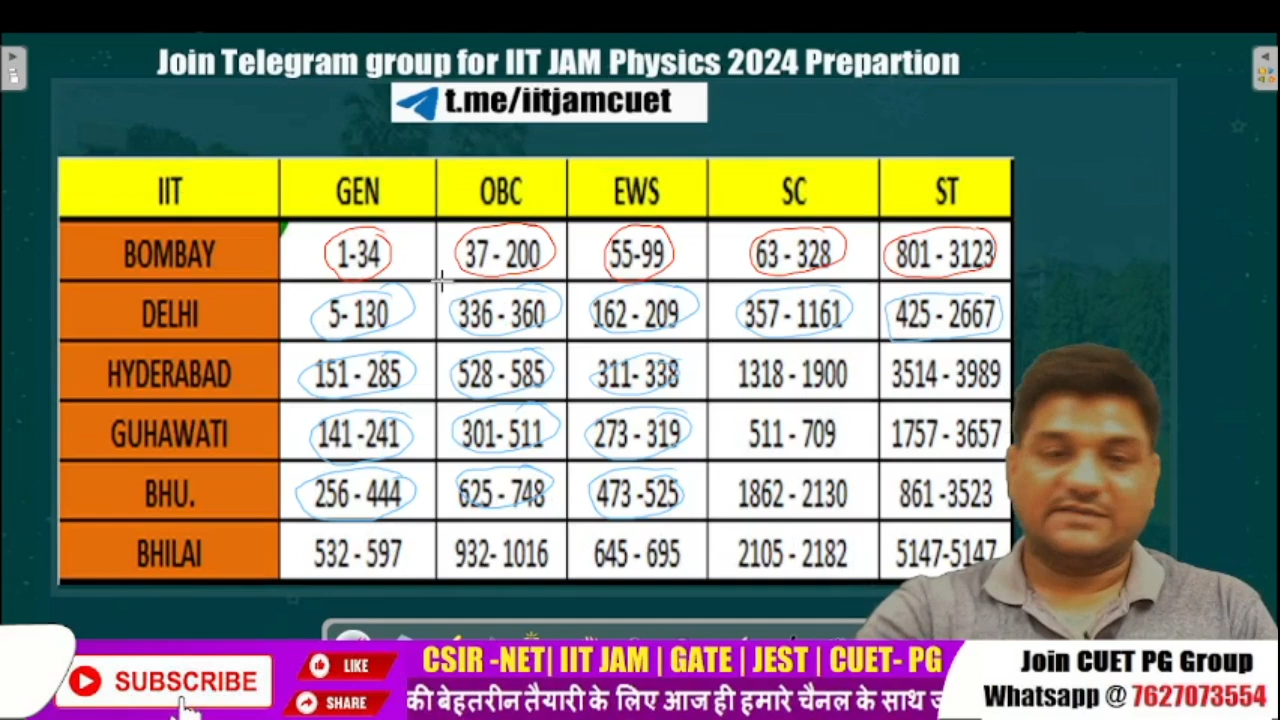 Join Telegram group for IIT JAM Physics 2024 Prepartion
t.me/iitjamcuet
IIT GEN OBC EWS SC ST
BOMBAY 1-34 37 - 200 55-99 63 - 328 801 - 3123
DELHI 5- 130 336 - 360 162 - 209 357 - 1161 425 - 2667
HYDERABAD 151 - 285 528 - 585 311- 338 1318 - 1900 3514 - 3989
GUHAWATI 141 -241 301- 511 273 - 319 511 - 709 1757 - 3657
BHU. 256 - 444 625 - 748 473 -525 1862 - 2130 861 -3523
BHILAI 532 - 597 932- 1016 645 - 695 2105 - 2182 5147-5147
SUBSCRIBE
LIKE
SHARE
CSIR -NET| IIT JAM | GATE | JEST | CUET- PG
की बेहतरीन तैयारी के लिए आज ही हमारे चैनल के साथ
Join CUET PG Group
Whatsapp @ 7627073554